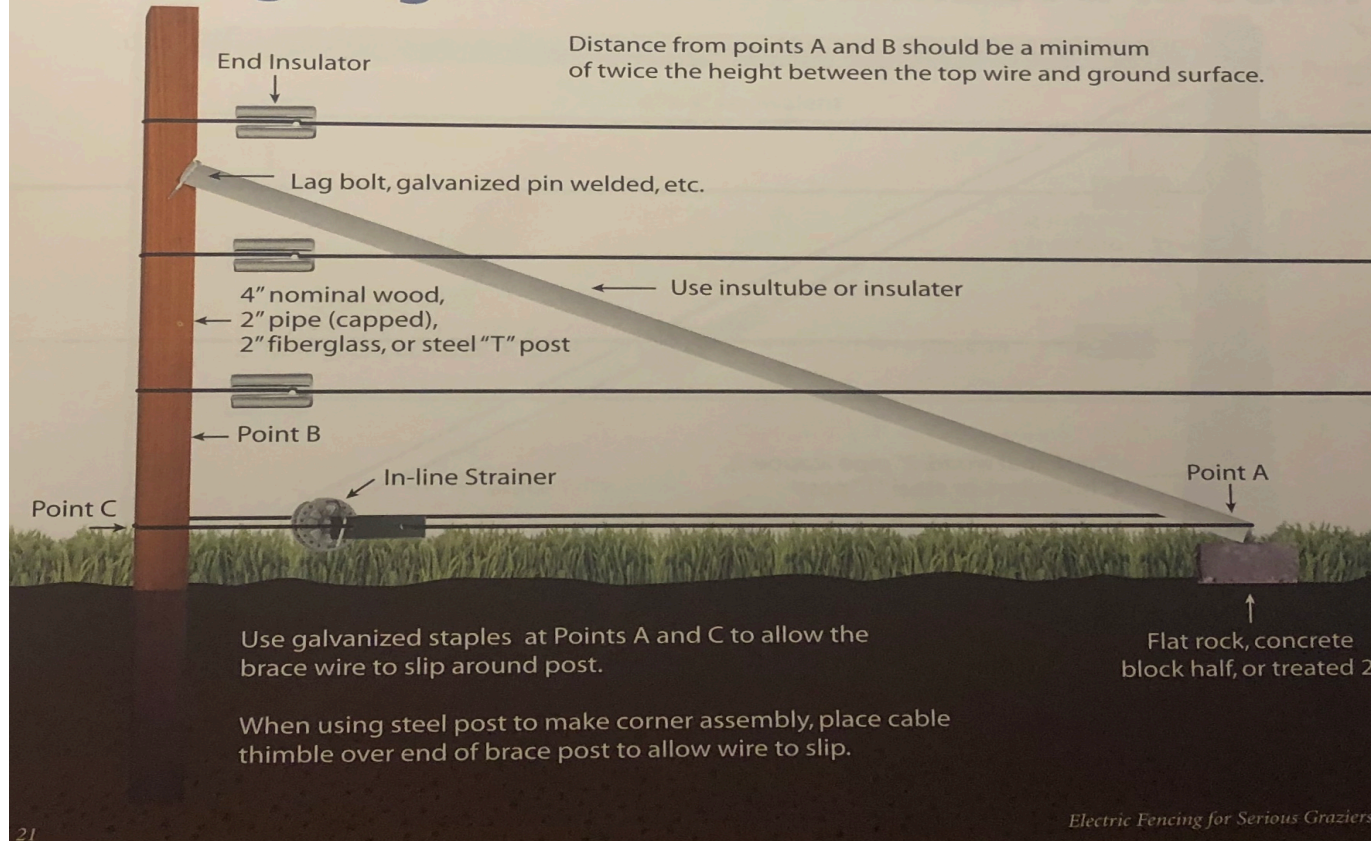 Distance from points A and B should be a minimum
of twice the height between the top wire and ground surface.
End Insulator
Lag bolt, galvanized pin welded, etc.
Use insultube or insulater
4" nominal wood,
2" pipe (capped),
2" fiberglass, or steel "T" post
Point B
In-line Strainer
Point A
Point C
Use galvanized staples at Points A and C to allow the
brace wire to slip around post.
Flat rock, concrete
block half, or treated 2
When using steel post to make corner assembly, place cable
thimble over end of brace post to allow wire to slip.
21
Electric Fencing for Serious Graziers